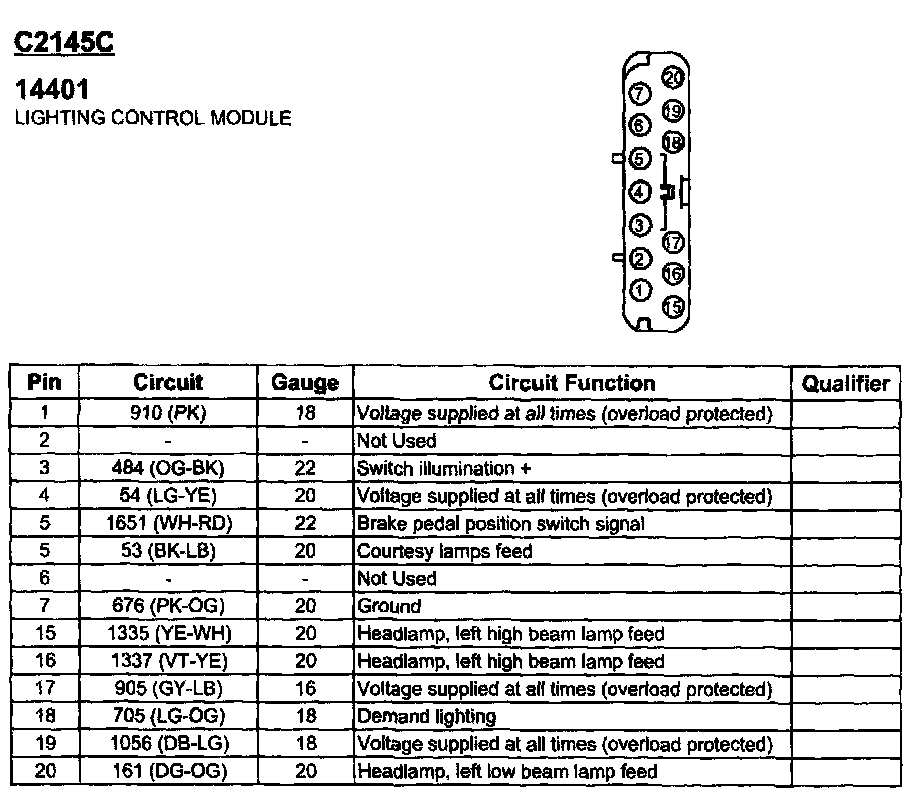 C2145C
14401
LIGHTING CONTROL MODULE
20
7
19
6
18
5
4
3
17
2
16
1
15
Pin Circuit Gauge Circuit Function Qualifier
1 910 (PK) 18 Voltage supplied at all times (overload protected)
2 - - Not Used
3 484 (OG-BK) 22 Switch illumination +
4 54 (LG-YE) 20 Voltage supplied at all times (overload protected)
5 1651 (WH-RD) 22 Brake pedal position switch signal
5 53 (BK-LB) 20 Courtesy lamps feed
6 - - Not Used
7 676 (PK-OG) 20 Ground
15 1335 (YE-WH) 20 Headlamp, left high beam lamp feed
16 1337 (VT-YE) 20 Headlamp, left high beam lamp feed
17 905 (GY-LB) 16 Voltage supplied at all times (overload protected)
18 705 (LG-OG) 18 Demand lighting
19 1056 (DB-LG) 18 Voltage supplied at all times (overload protected)
20 161 (DG-OG) 20 Headlamp, left low beam lamp feed